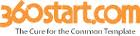 360start.com
The Cure for the Common Template